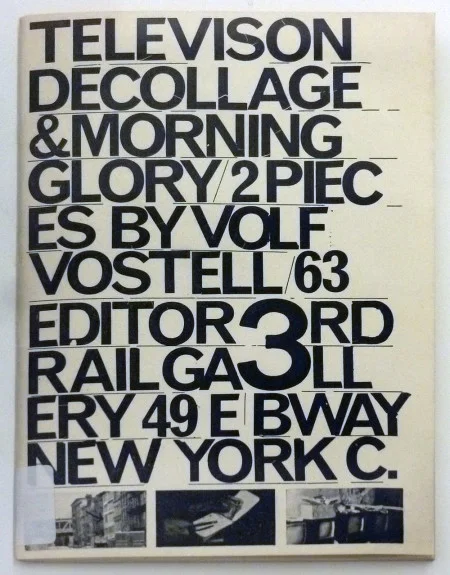 TELEVISON
DECOLLAGE
&MORNING
GLORY/2PIEC
ES BY VOLF
VOSTELL/63
EDITOR 3RD
RAIL GALL
ERY 49 E BWAY
NEW YORK C.